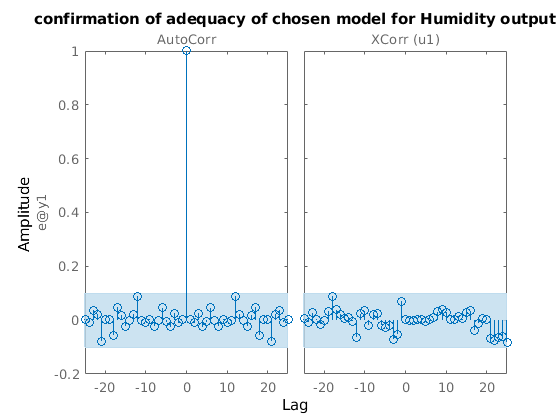 confirmation of adequacy of chosen model for Humidity output
AutoCorr
XCorr (u1)
Amplitude
e@y1
1
0.8
0.6
0.4
0.2
0
-0.2
-20 -10 0 10 20
-20 -10 0 10 20
Lag